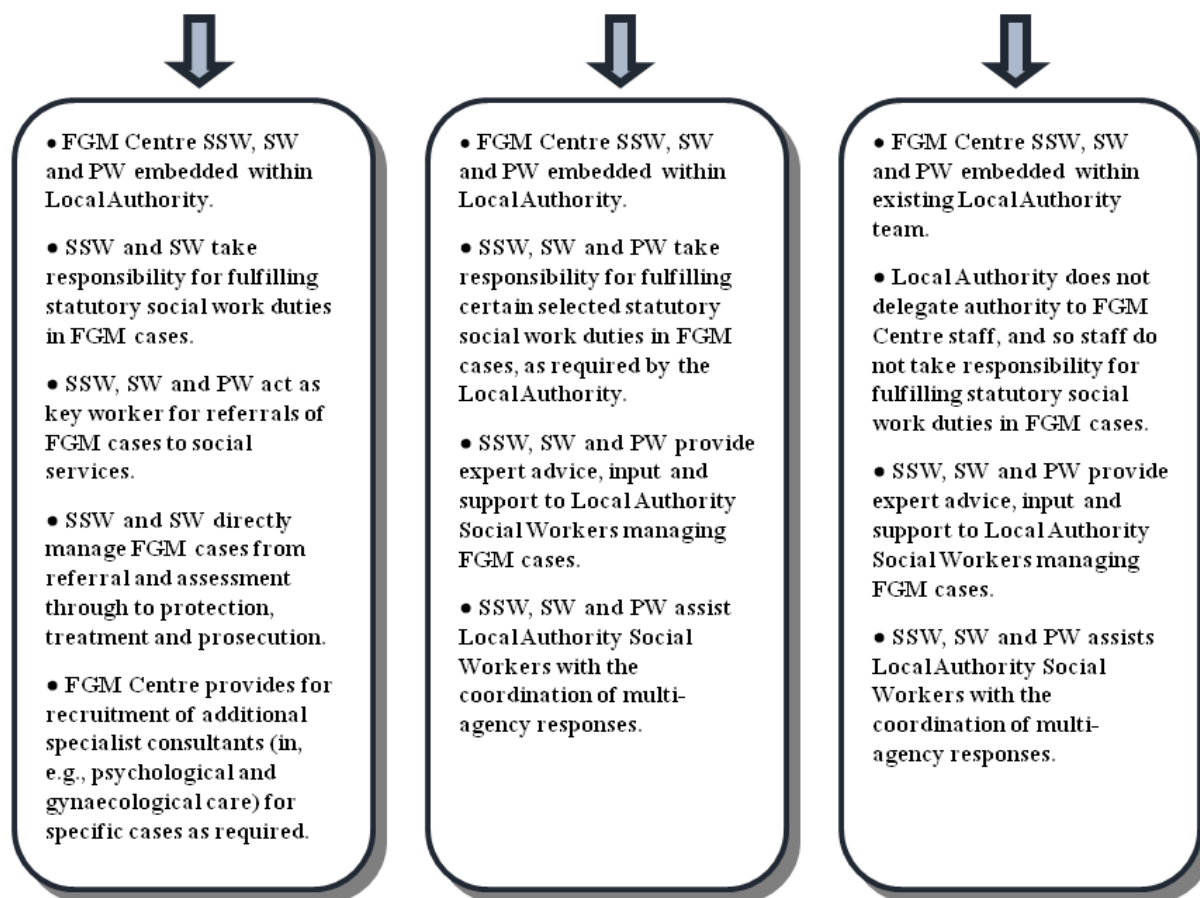 ● FGM Centre SSW, SW
and PW embedded within
Local Authority.
● SSW and SW take
responsibility for fulfilling
statutory social work duties
in FGM cases.
● SSW, SW and PW act as
key worker for referrals of
FGM cases to social
services.
● SSW and SW directly
manage FGM cases from
referral and assessment
through to protection,
treatment and prosecution.
● FGM Centre provides for
recruitment of additional
specialist consultants (in,
e.g., psychological and
gynaecological care) for
specific cases as required.
● FGM Centre SSW, SW
and PW embedded within
Local Authority.
● SSW, SW and PW take
responsibility for fulfilling
certain selected statutory
social work duties in FGM
cases, as required by the
Local Authority.
● SSW, SW and PW provide
expert advice, input and
support to Local Authority
Social Workers managing
FGM cases.
● SSW, SW and PW assist
Local Authority Social
Workers with the
coordination of multi-
agency responses.
● FGM Centre SSW, SW
and PW embedded within
existing Local Authority
team.
● Local Authority does not
delegate authority to FGM
Centre staff, and so staff do
not take responsibility for
fulfilling statutory social
work duties in FGM cases.
● SSW, SW and PW provide
expert advice, input and
support to Local Authority
Social Workers managing
FGM cases.
● SSW, SW and PW assists
Local Authority Social
Workers with the
coordination of multi-
agency responses.